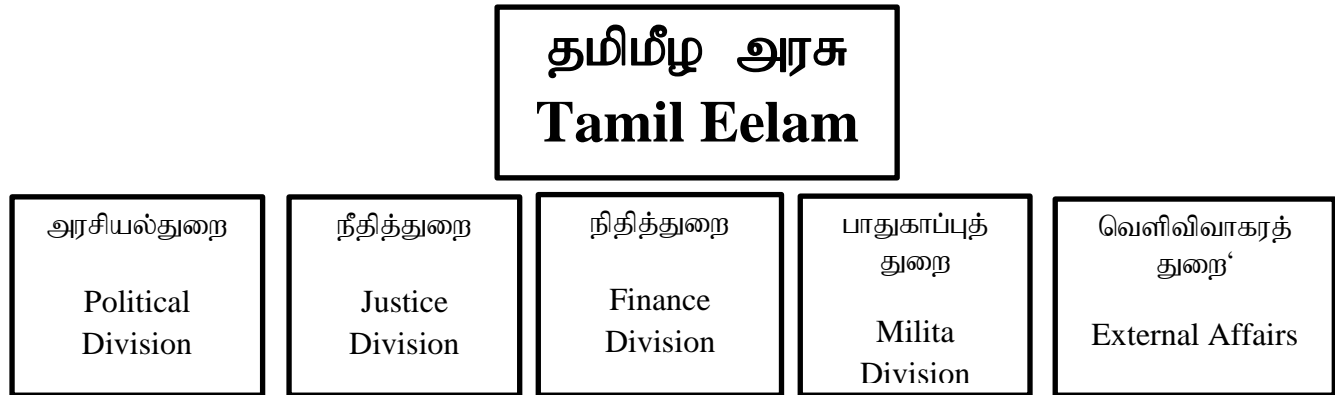 தமிமீழ அரசு
Tamil Eelam
அரசியல்துறை
Political
Division
நீதித்துறை
Justice
Division
நிதித்துறை
Finance
Division
பாதுகாப்புத்
துறை
Milita
Division
வெளிவிவாகரத்
துறை‘
External Affairs